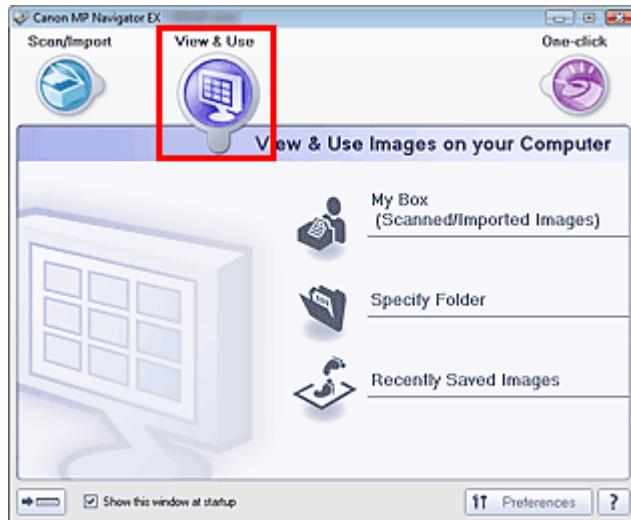 Canon MP Navigator EX
Scan/Import
View & Use
One-click
View & Use Images on your Computer
My Box
(Scanned/Imported Images)
Specify Folder
Recently Saved Images
Show this window at startup
Preferences
?